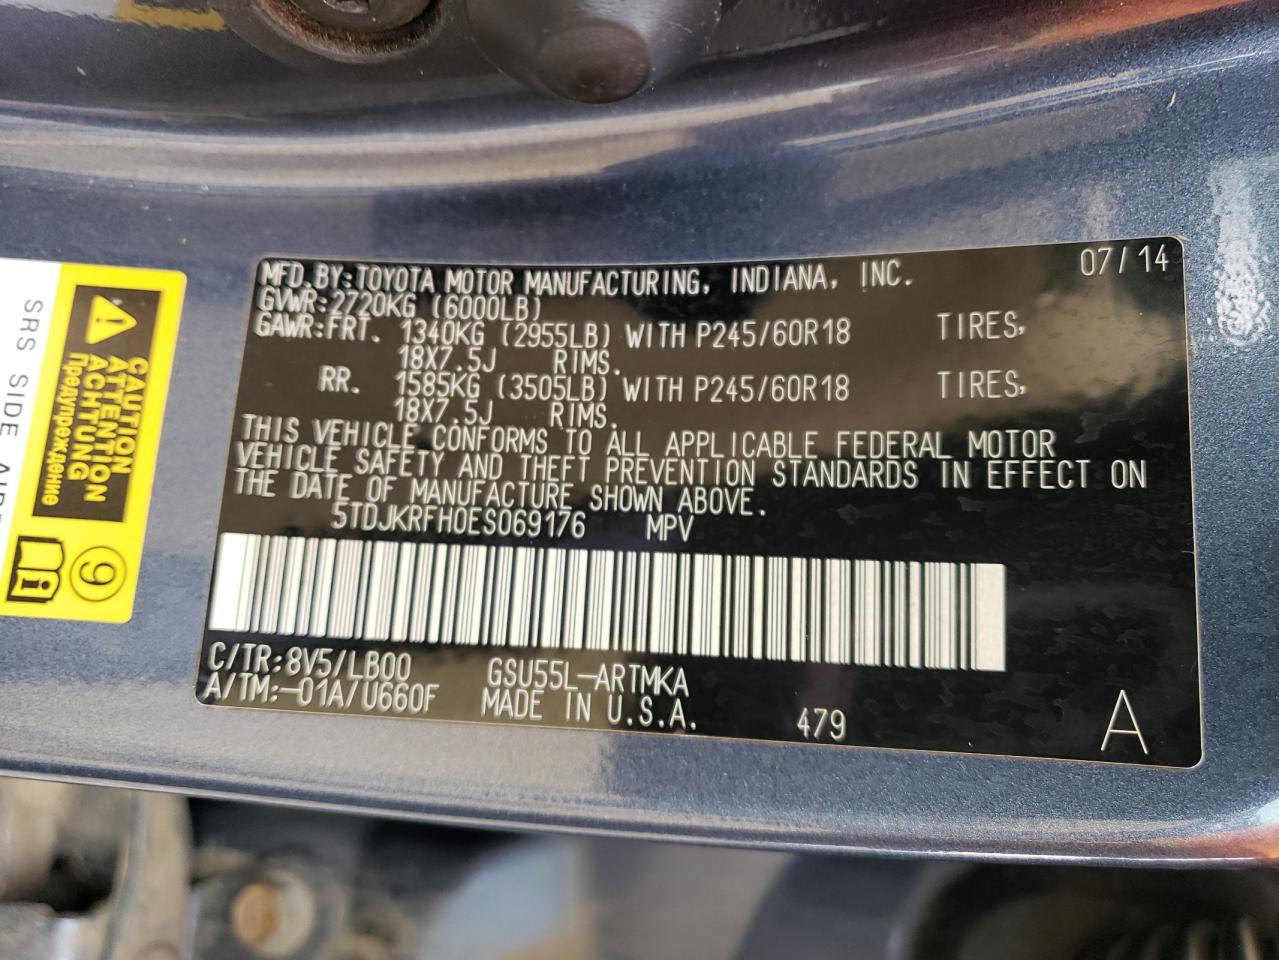 MFD.BY:TOYOTA MOTOR MANUFACTURING, INDIANA, INC. 07/14
GVWR:2720KG (6000LB)
GAWR:FRT. 1340KG (2955LB) WITH P245/60R18 TIRES,
18X7.5J RIMS.
RR. 1585KG (3505LB) WITH P245/60R18 TIRES,
18X7.5J RIMS.
THIS VEHICLE CONFORMS TO ALL APPLICABLE FEDERAL MOTOR
VEHICLE SAFETY AND THEFT PREVENTION STANDARDS IN EFFECT ON
THE DATE OF MANUFACTURE SHOWN ABOVE.
5TDJKRFH0ES069176 MPV
C/TR:8V5/LB00 GSU55L-ARTMKA
A/TM:-01A/U660F MADE IN U.S.A. 479 A
CAUTION
ATTENTION
ACHTUNG
Предупреждение
SRS SIDE
9
i